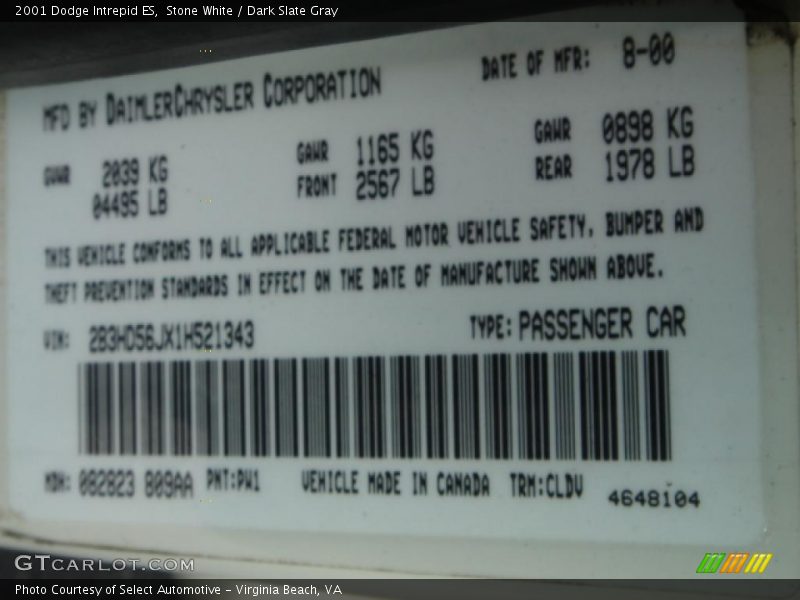 2001 Dodge Intrepid ES, Stone White / Dark Slate Gray
MFD BY DAIMLERCHRYSLER CORPORATION DATE OF MFR: 8-00
GVWR 2039 KG GAWR 1165 KG GAWR 0898 KG
04495 LB FRONT 2567 LB REAR 1978 LB
THIS VEHICLE CONFORMS TO ALL APPLICABLE FEDERAL MOTOR VEHICLE SAFETY, BUMPER AND
THEFT PREVENTION STANDARDS IN EFFECT ON THE DATE OF MANUFACTURE SHOWN ABOVE.
VIN: 2B3HD56JX1H521343 TYPE: PASSENGER CAR
MDH: 082823 809AA PNT:PW1 VEHICLE MADE IN CANADA TRM:CLDV
4648104
GTCARLOT.COM
Photo Courtesy of Select Automotive - Virginia Beach, VA